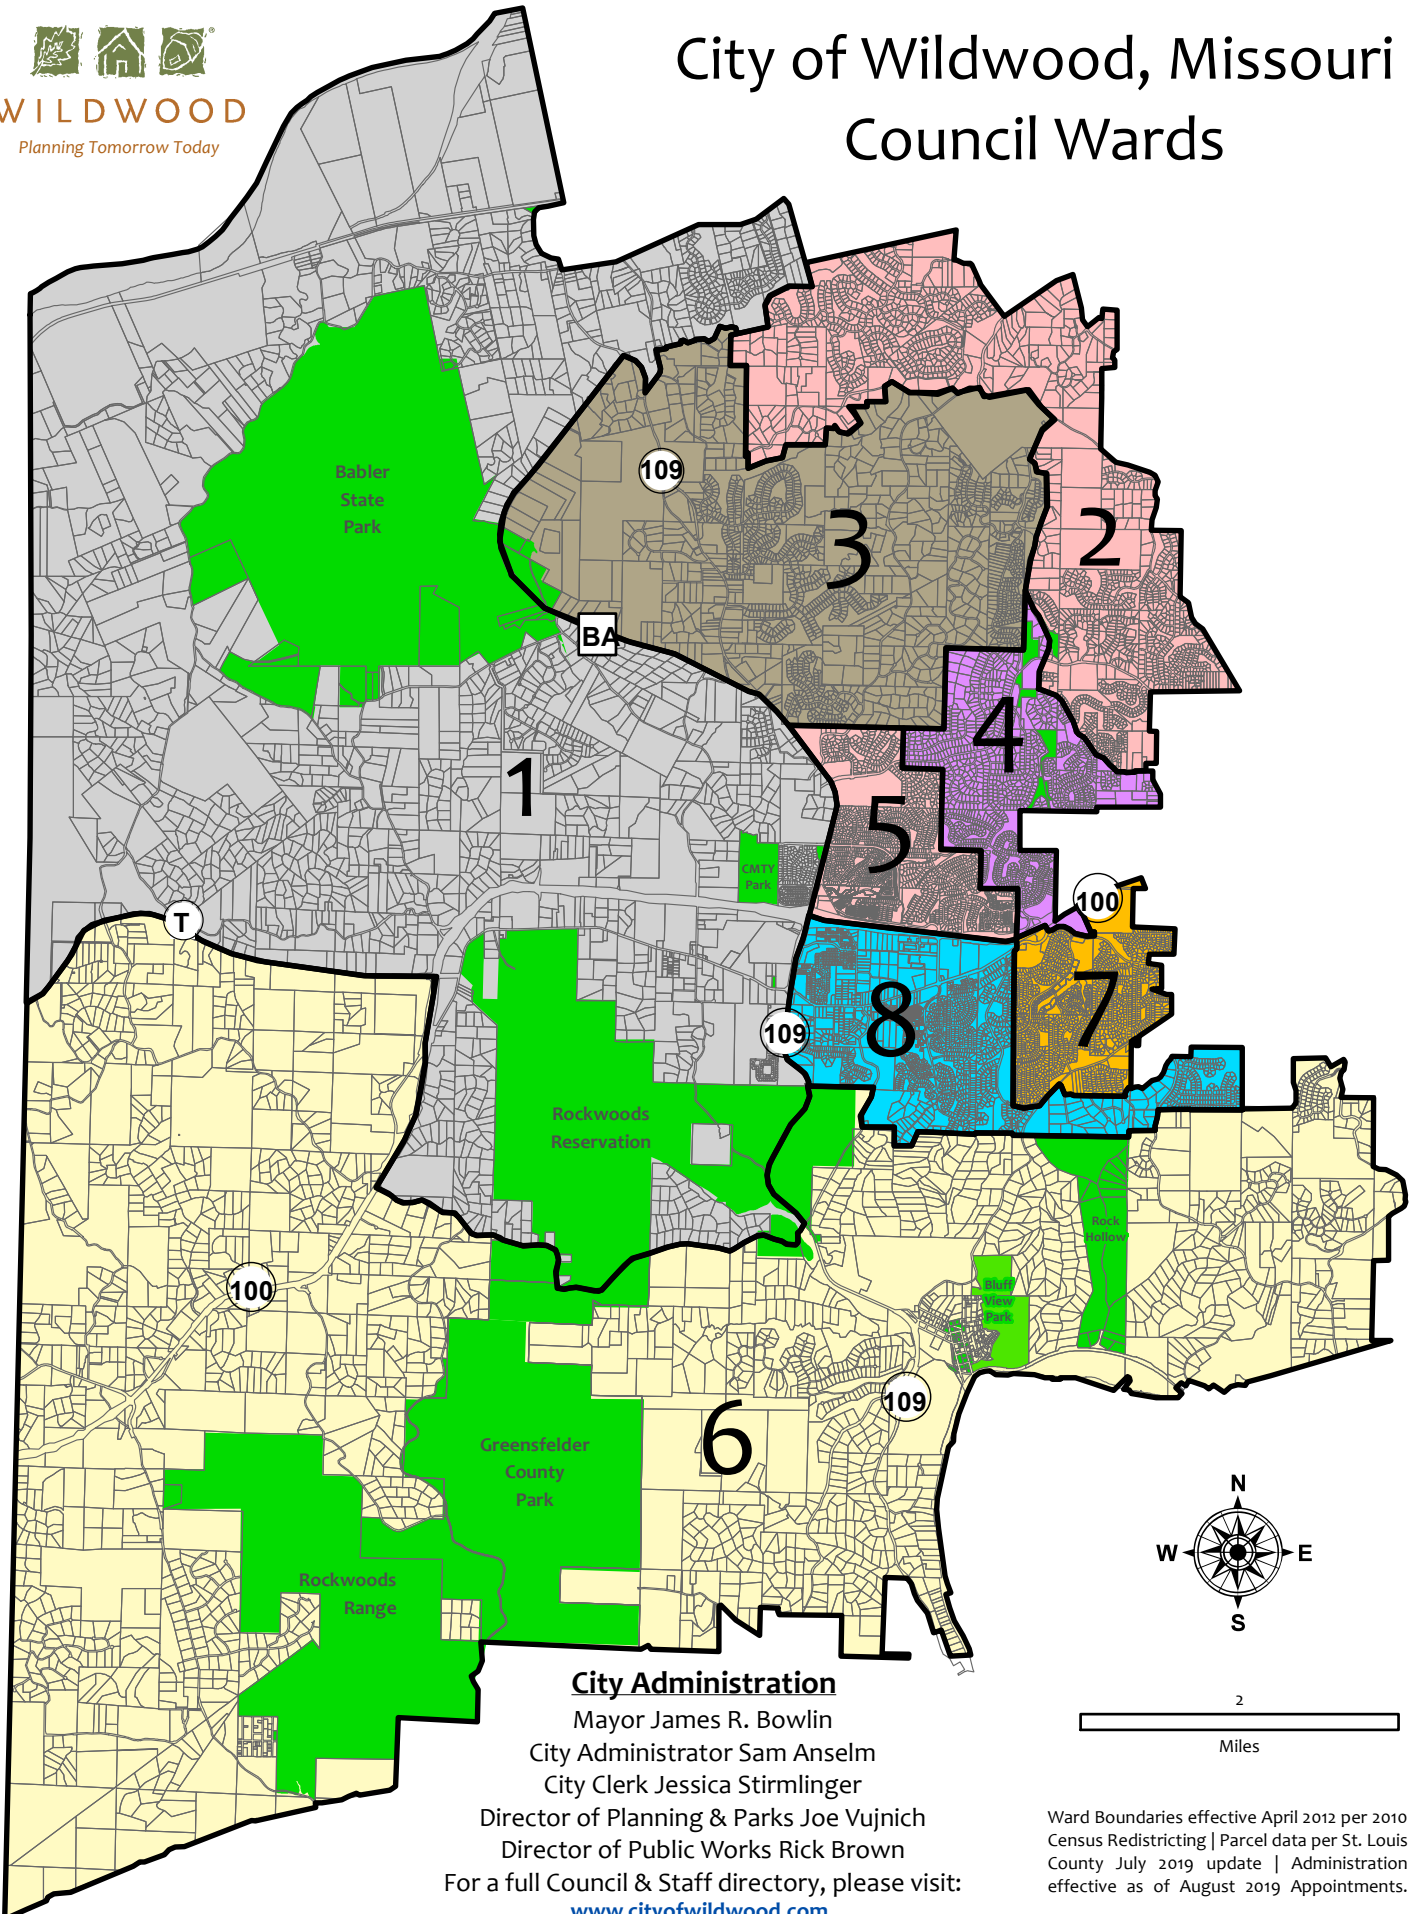 City of Wildwood, Missouri
Council Wards
WILDWOOD
®
Planning Tomorrow Today
Babler
State
Park
109
3
2
BA
4
1
5
CMTY
Park
100
T
7
8
109
Rockwoods
Reservation
Rock
Hollow
100
Bluff
View
Park
109
6
Greensfelder
County
Park
Rockwoods
Range
N
W
E
S
City Administration
Mayor James R. Bowlin
City Administrator Sam Anselm
City Clerk Jessica Stirmlinger
Director of Planning & Parks Joe Vujnich
Director of Public Works Rick Brown
For a full Council & Staff directory, please visit:
www.cityofwildwood.com
2
Miles
Ward Boundaries effective April 2012 per 2010
Census Redistricting | Parcel data per St. Louis
County July 2019 update | Administration
effective as of August 2019 Appointments.